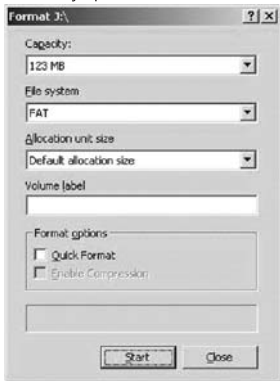 Format J:\
Capacity:
123 MB
File system
FAT
Allocation unit size
Default allocation size
Volume label
Format options
Quick Format
Enable Compression
Start
Close